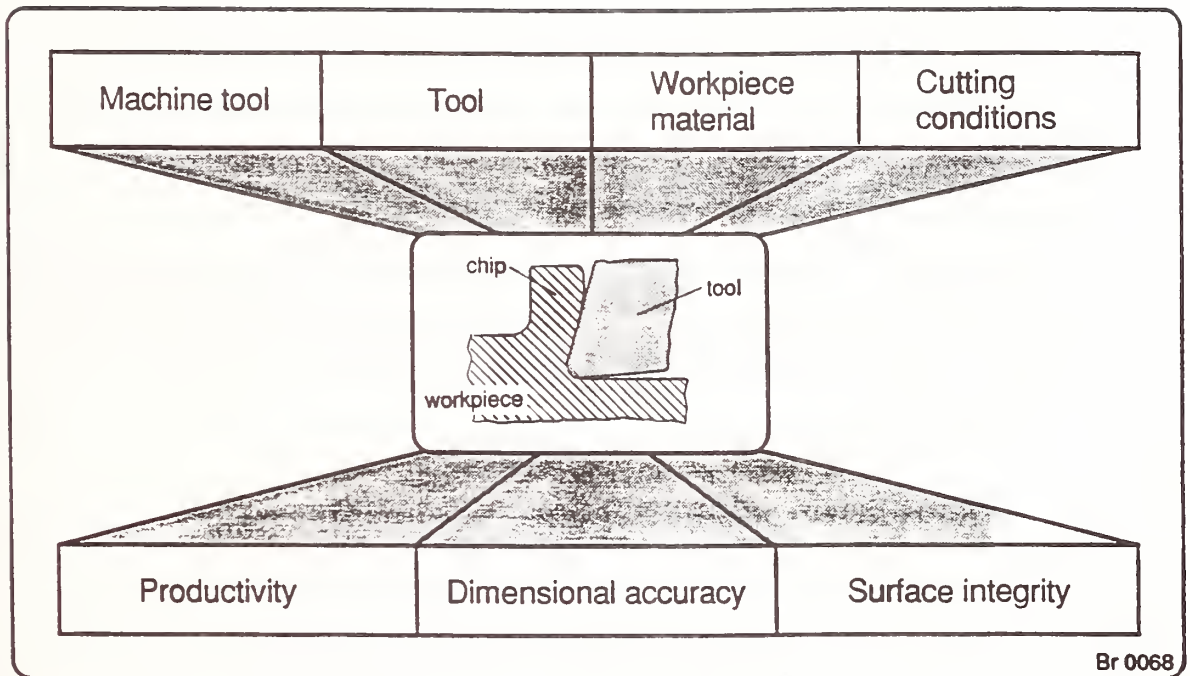 Machine tool
Tool
Workpiece
material
Cutting
conditions
chip
tool
workpiece
Productivity
Dimensional accuracy
Surface integrity
Br 0068